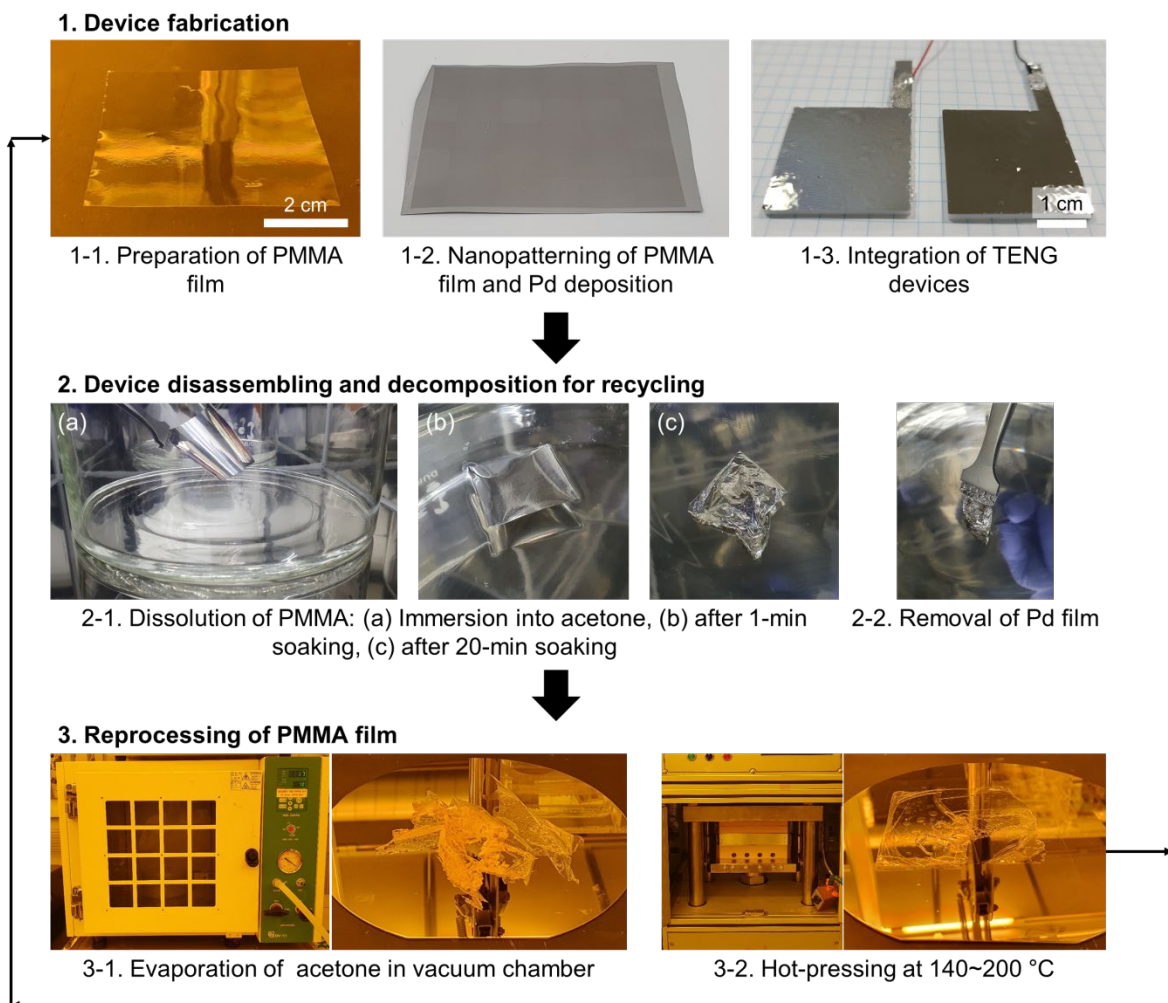 1. Device fabrication
2 cm
1 cm
1-1. Preparation of PMMA
film
1-2. Nanopatterning of PMMA
film and Pd deposition
1-3. Integration of TENG
devices
2. Device disassembling and decomposition for recycling
(a)
(b)
(c)
2-1. Dissolution of PMMA: (a) Immersion into acetone, (b) after 1-min
soaking, (c) after 20-min soaking
2-2. Removal of Pd film
3. Reprocessing of PMMA film
3-1. Evaporation of acetone in vacuum chamber
3-2. Hot-pressing at 140~200 °C